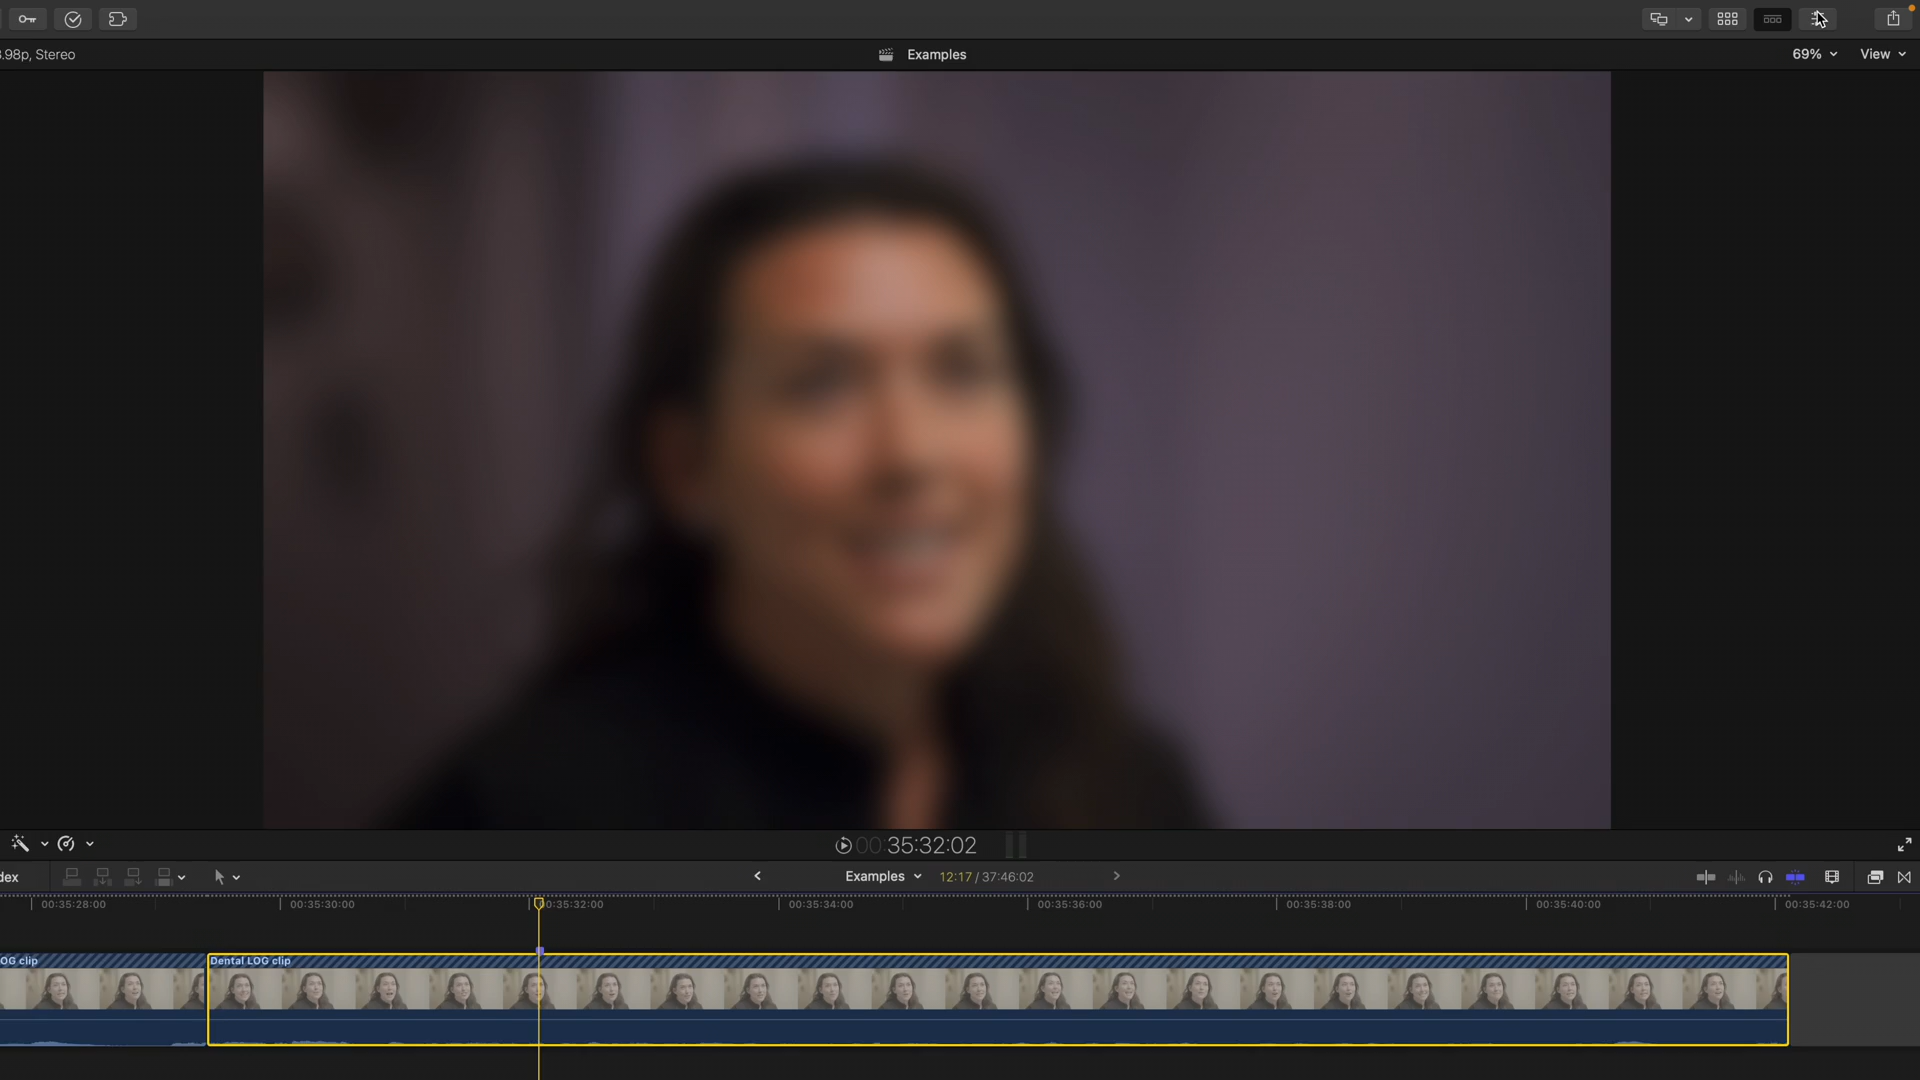 .98p, Stereo
Examples
69%
View
00:35:32:02
dex
Examples
12:17 / 37:46:02
00:35:28:00
00:35:30:00
00:35:32:00
00:35:34:00
00:35:36:00
00:35:38:00
00:35:40:00
00:35:42:00
OG clip
Dental LOG clip